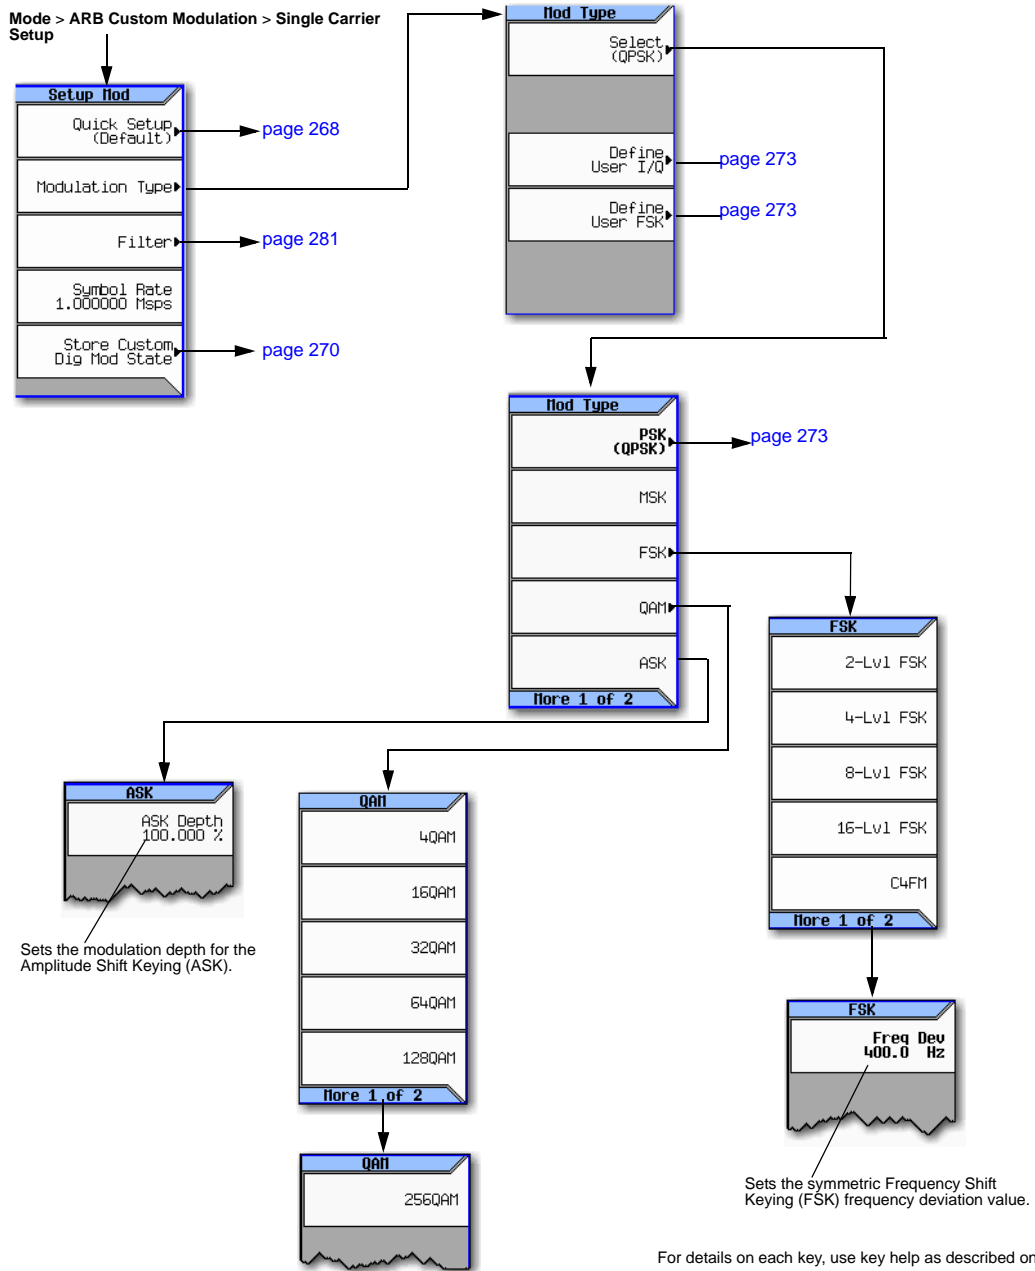 Mode > ARB Custom Modulation > Single Carrier
Setup
Setup Mod
Quick Setup
(Default)
page 268
Modulation Type
Filter
page 281
Symbol Rate
1.000000 Msps
Store Custom
Dig Mod State
page 270
Mod Type
Select
(QPSK)
Define
User I/Q
page 273
Define
User FSK
page 273
Mod Type
PSK
(QPSK)
page 273
MSK
FSK
QAM
ASK
More 1 of 2
FSK
2-Lvl FSK
4-Lvl FSK
8-Lvl FSK
16-Lvl FSK
C4FM
More 1 of 2
ASK
ASK Depth
100.000 %
Sets the modulation depth for the
Amplitude Shift Keying (ASK).
QAM
4QAM
16QAM
32QAM
64QAM
128QAM
More 1 of 2
QAM
256QAM
FSK
Freq Dev
400.0 Hz
Sets the symmetric Frequency Shift
Keying (FSK) frequency deviation value.
For details on each key, use key help as described on